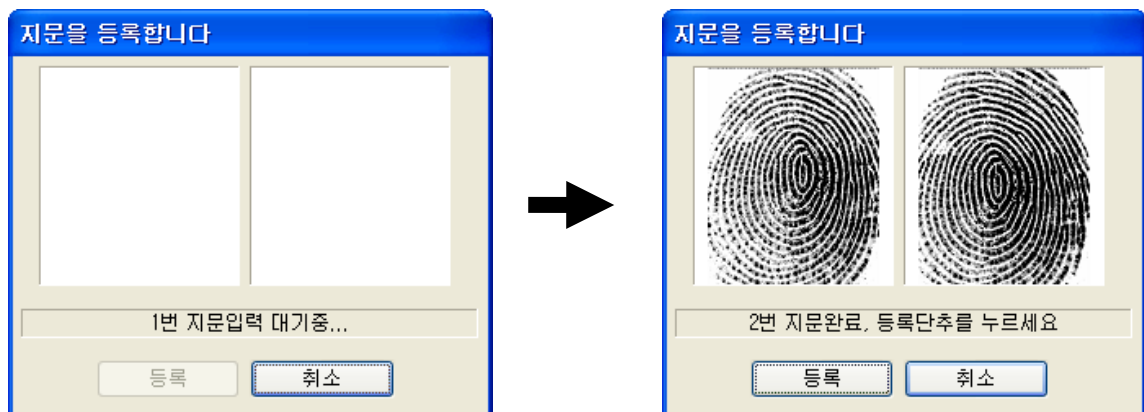 지문을 등록합니다
1번 지문입력 대기중...
등록
취소
지문을 등록합니다
2번 지문완료, 등록단추를 누르세요
등록
취소